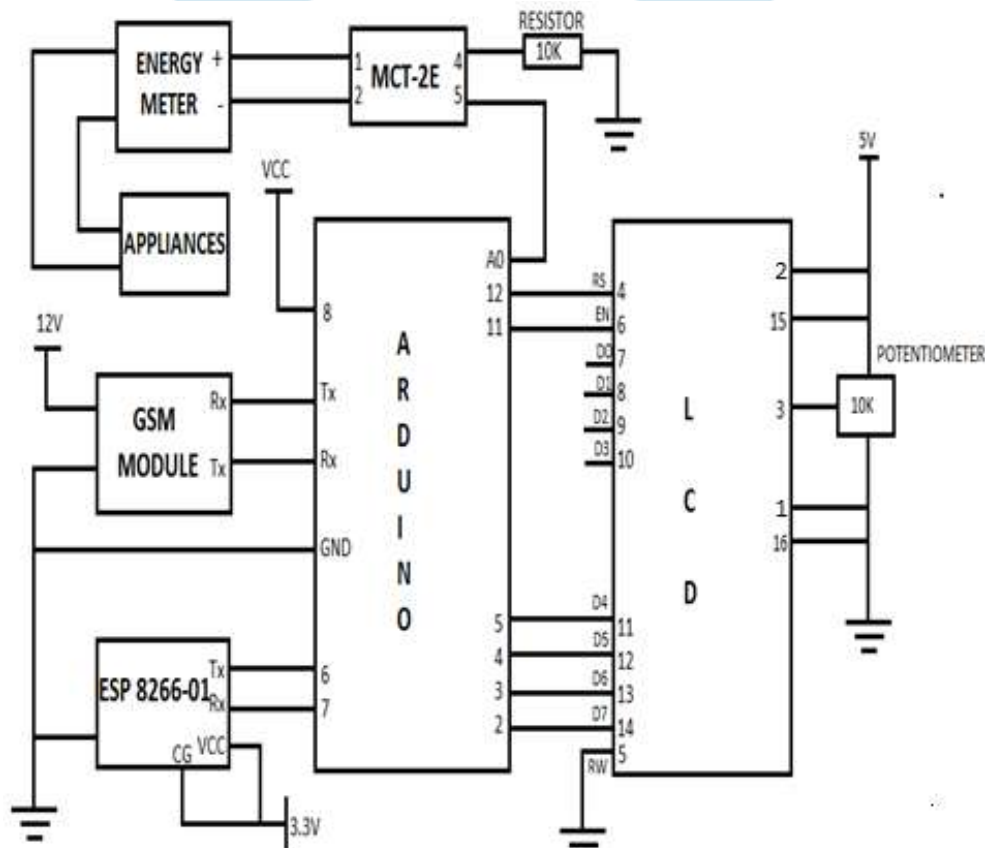 RESISTOR
10K
ENERGY
METER
+
-
1
2
MCT-2E
4
5
VCC
5V
APPLIANCES
A0
12
11
8
RS
EN
4
6
D0
7
D1
8
D2
9
D3
10
2
15
POTENTIOMETER
10K
3
1
16
12V
GSM
MODULE
Rx
Tx
Tx
Rx
GND
A
R
D
U
I
N
O
L
C
D
5
4
3
2
D4
11
D5
12
D6
13
D7
14
5
RW
ESP 8266-01
Tx
Rx
6
7
CG
VCC
3.3V